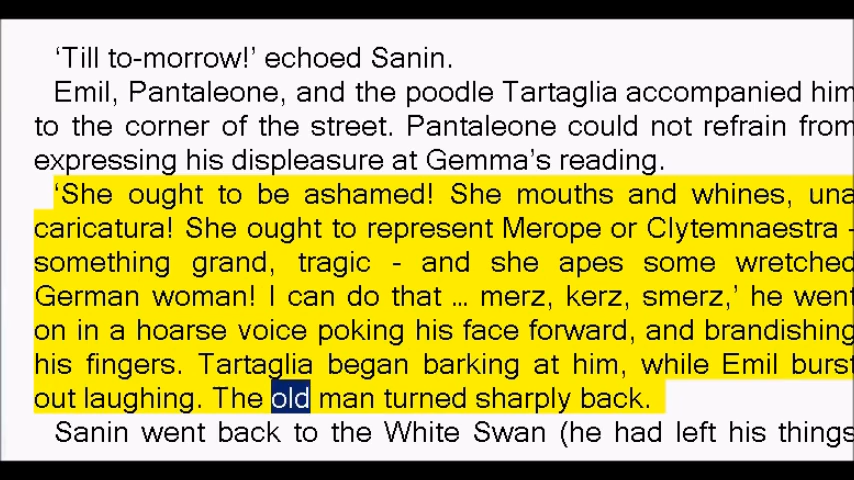 ‘Till to-morrow!’ echoed Sanin.
Emil, Pantaleone, and the poodle Tartaglia accompanied him
to the corner of the street. Pantaleone could not refrain from
expressing his displeasure at Gemma’s reading.
‘She ought to be ashamed! She mouths and whines, una
caricatura! She ought to represent Merope or Clytemnaestra -
something grand, tragic - and she apes some wretched
German woman! I can do that ... merz, kerz, smerz,’ he went
on in a hoarse voice poking his face forward, and brandishing
his fingers. Tartaglia began barking at him, while Emil burst
out laughing. The old man turned sharply back.
Sanin went back to the White Swan (he had left his things